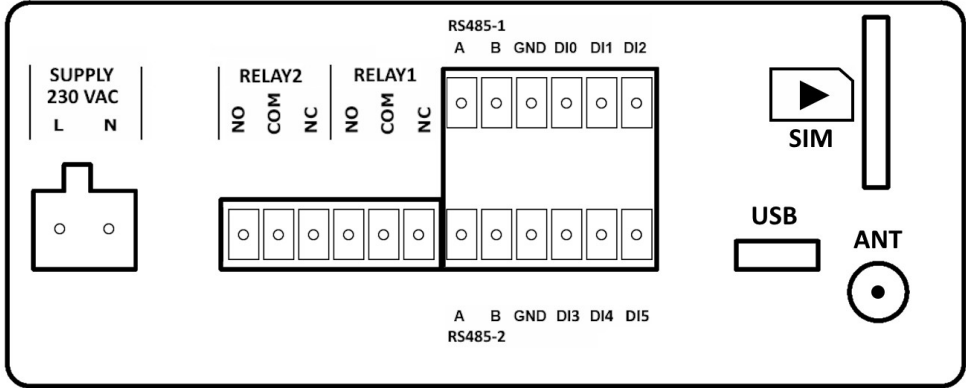 RS485-1
A B GND DI0 DI1 DI2
SUPPLY
230 VAC
L N
RELAY2 RELAY1
NO COM NC NO COM NC
SIM
USB
ANT
A B GND DI3 DI4 DI5
RS485-2